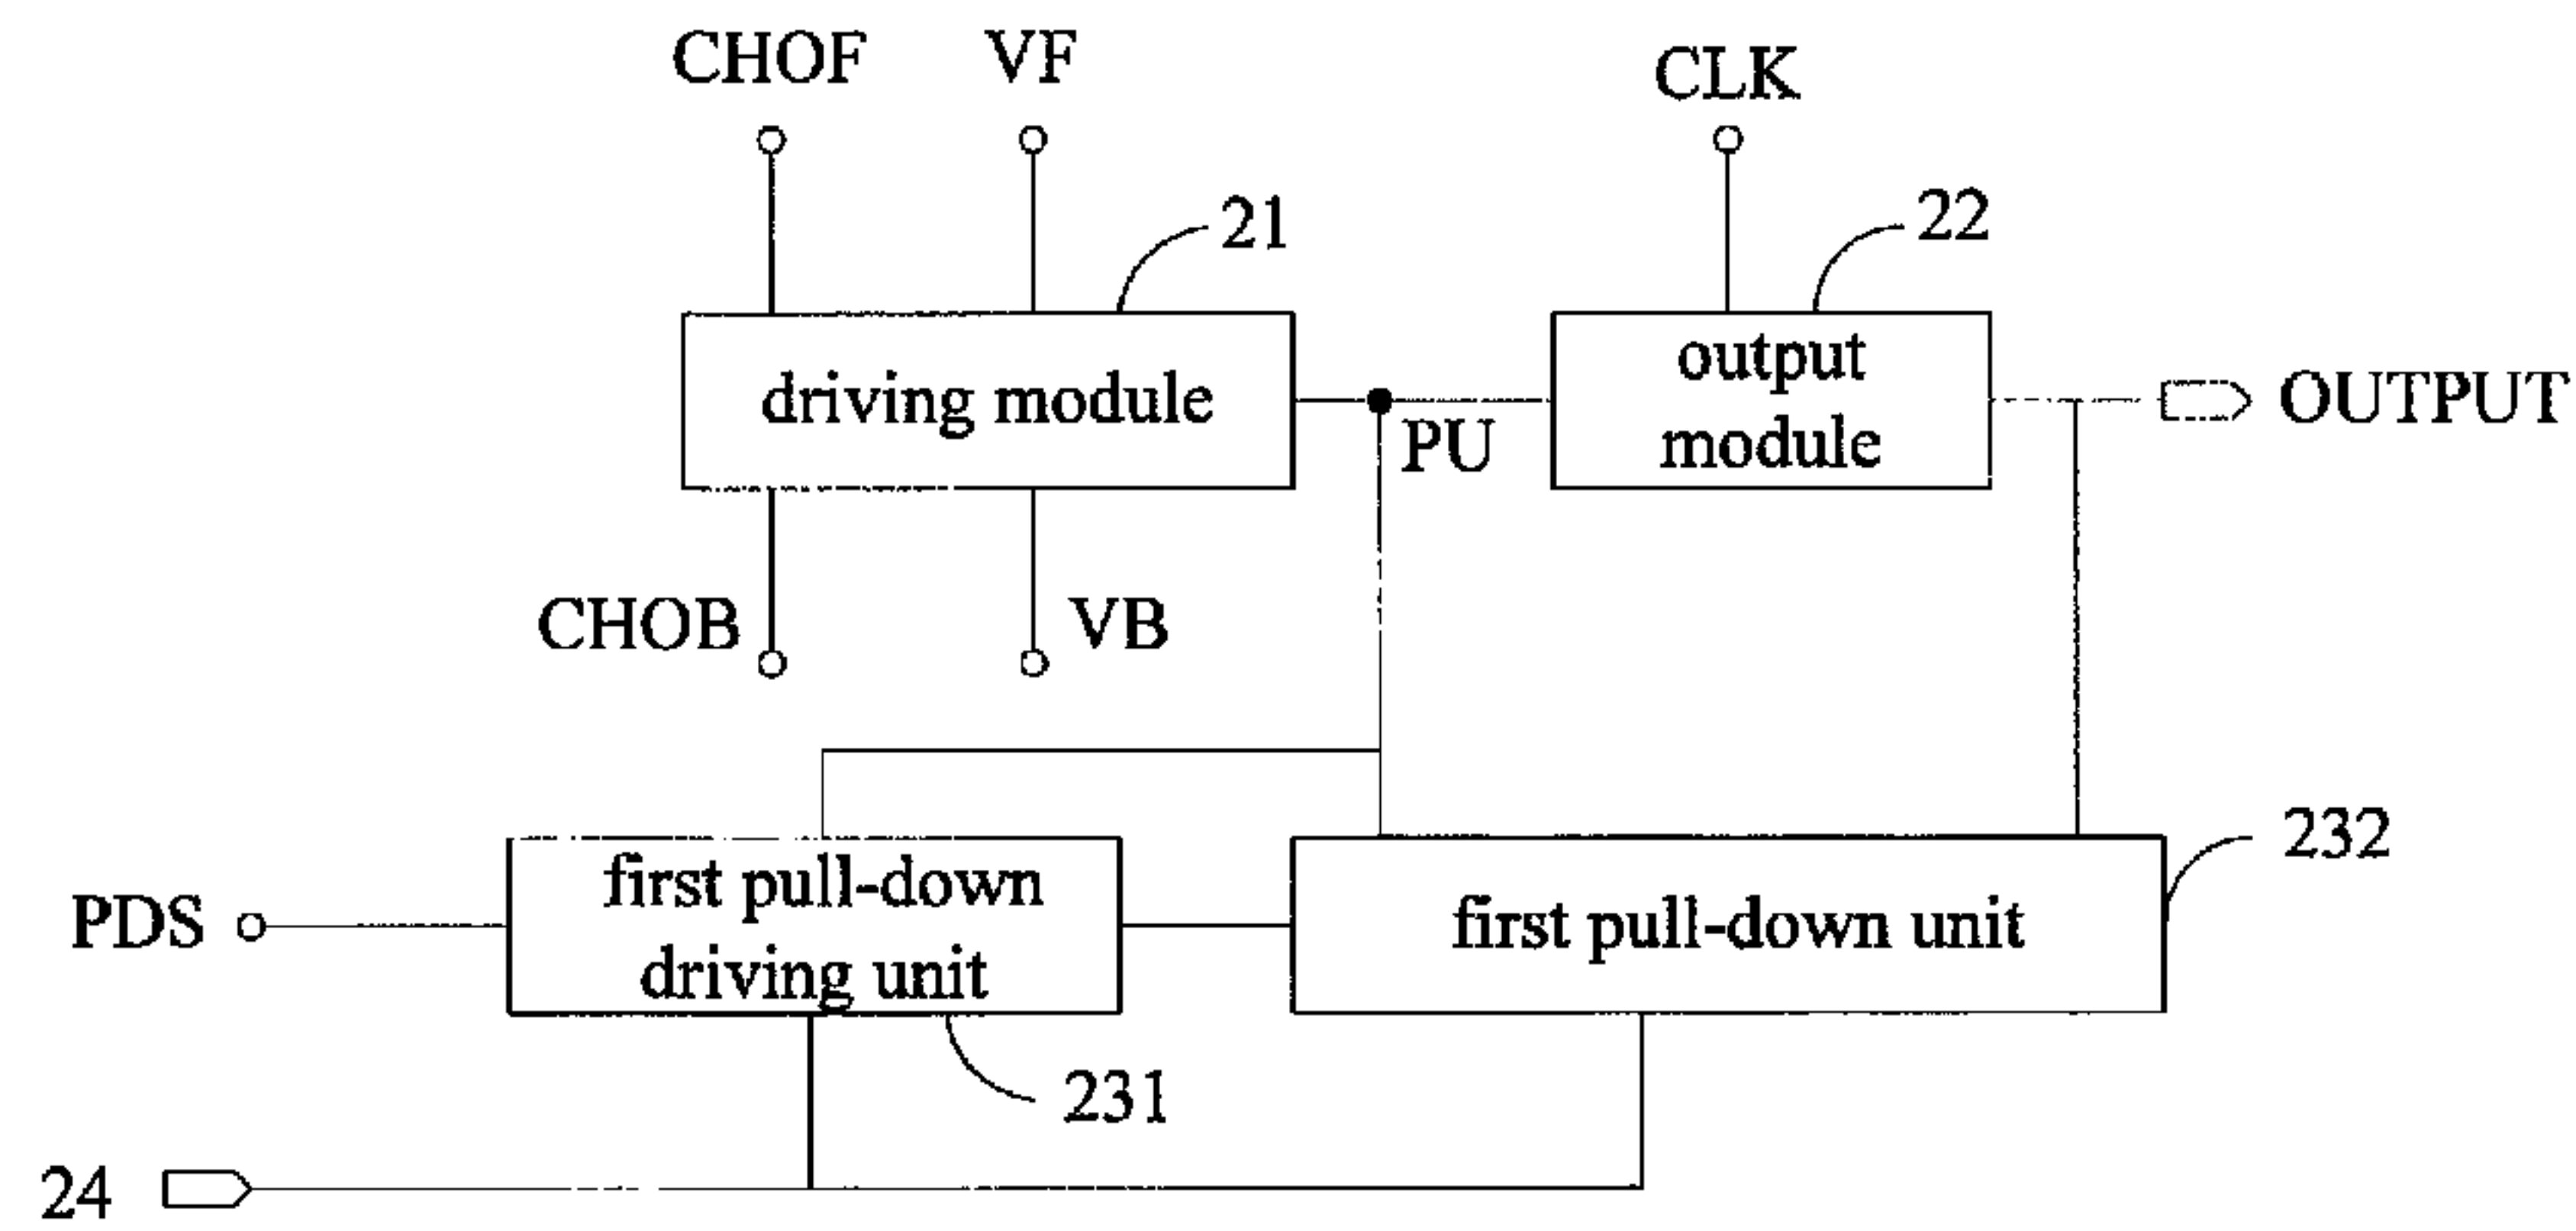 CHOF
VF
CLK
21
22
driving module
output
module
OUTPUT
PU
CHOB
VB
232
first pull-down
driving unit
first pull-down unit
PDS
231
24